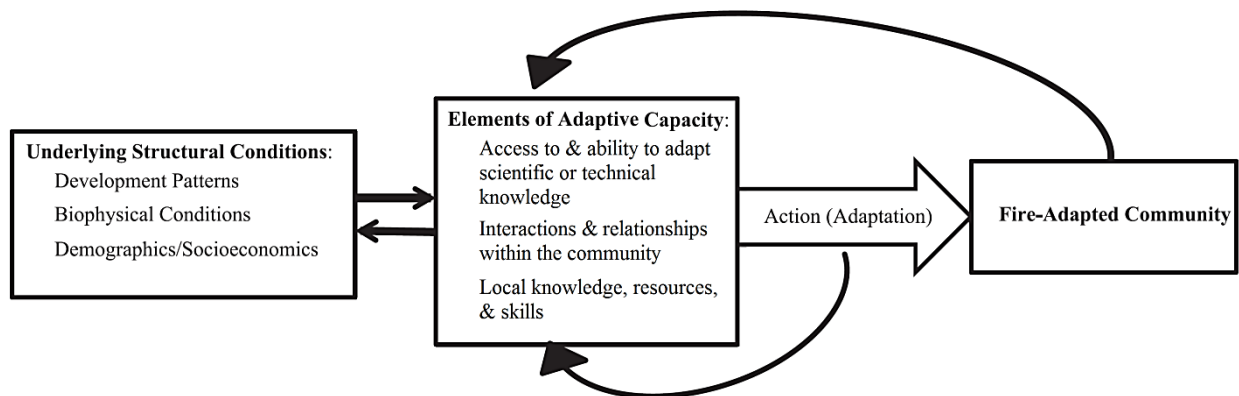 Underlying Structural Conditions:
Development Patterns
Biophysical Conditions
Demographics/Socioeconomics
Elements of Adaptive Capacity:
Access to & ability to adapt
scientific or technical
knowledge
Interactions & relationships
within the community
Local knowledge, resources,
& skills
Action (Adaptation)
Fire-Adapted Community